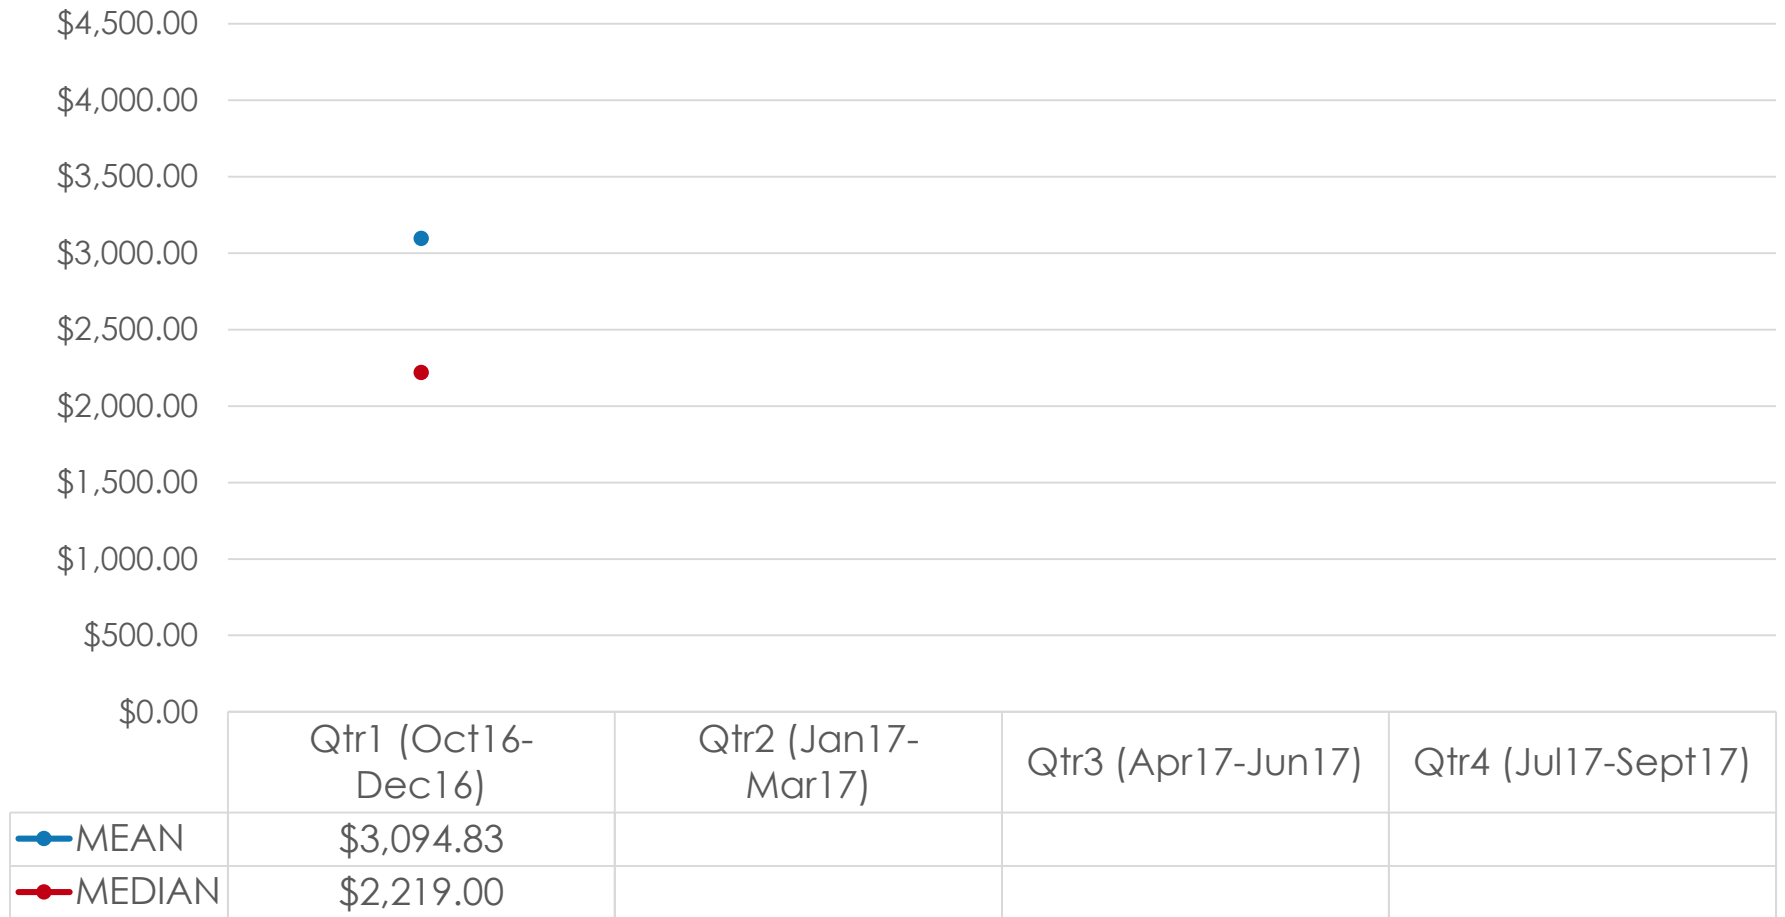 $4,500.00
$4,000.00
$3,500.00
$3,000.00
$2,500.00
$2,000.00
$1,500.00
$1,000.00
$500.00
$0.00
Qtr1 (Oct16-
Dec16)
Qtr2 (Jan17-
Mar17)
Qtr3 (Apr17-Jun17)
Qtr4 (Jul17-Sept17)
MEAN $3,094.83
MEDIAN $2,219.00